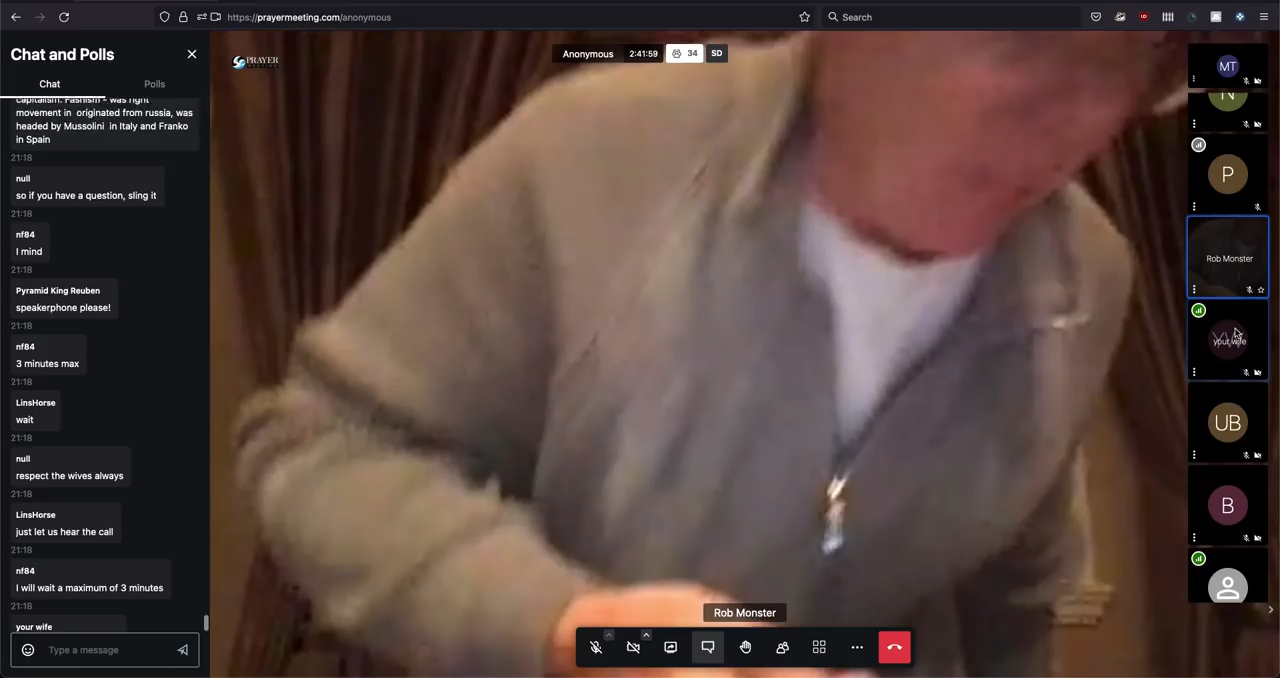 https://prayermeeting.com/anonymous
Search
Chat and Polls
Chat
Polls
capitalism. Fashism - was right
movement in originated from russia, was
headed by Mussolini in Italy and Franko
in Spain
21:18
null
so if you have a question, sling it
21:18
nf84
I mind
21:18
Pyramid King Reuben
speakerphone please!
21:18
nf84
3 minutes max
21:18
LinsHorse
wait
21:18
null
respect the wives always
21:18
LinsHorse
just let us hear the call
21:18
nf84
I will wait a maximum of 3 minutes
21:18
your wife
Type a message
PRAYER
Anonymous
2:41:59
34
SD
Rob Monster
MT
N
P
Rob Monster
YW
your wife
UB
B